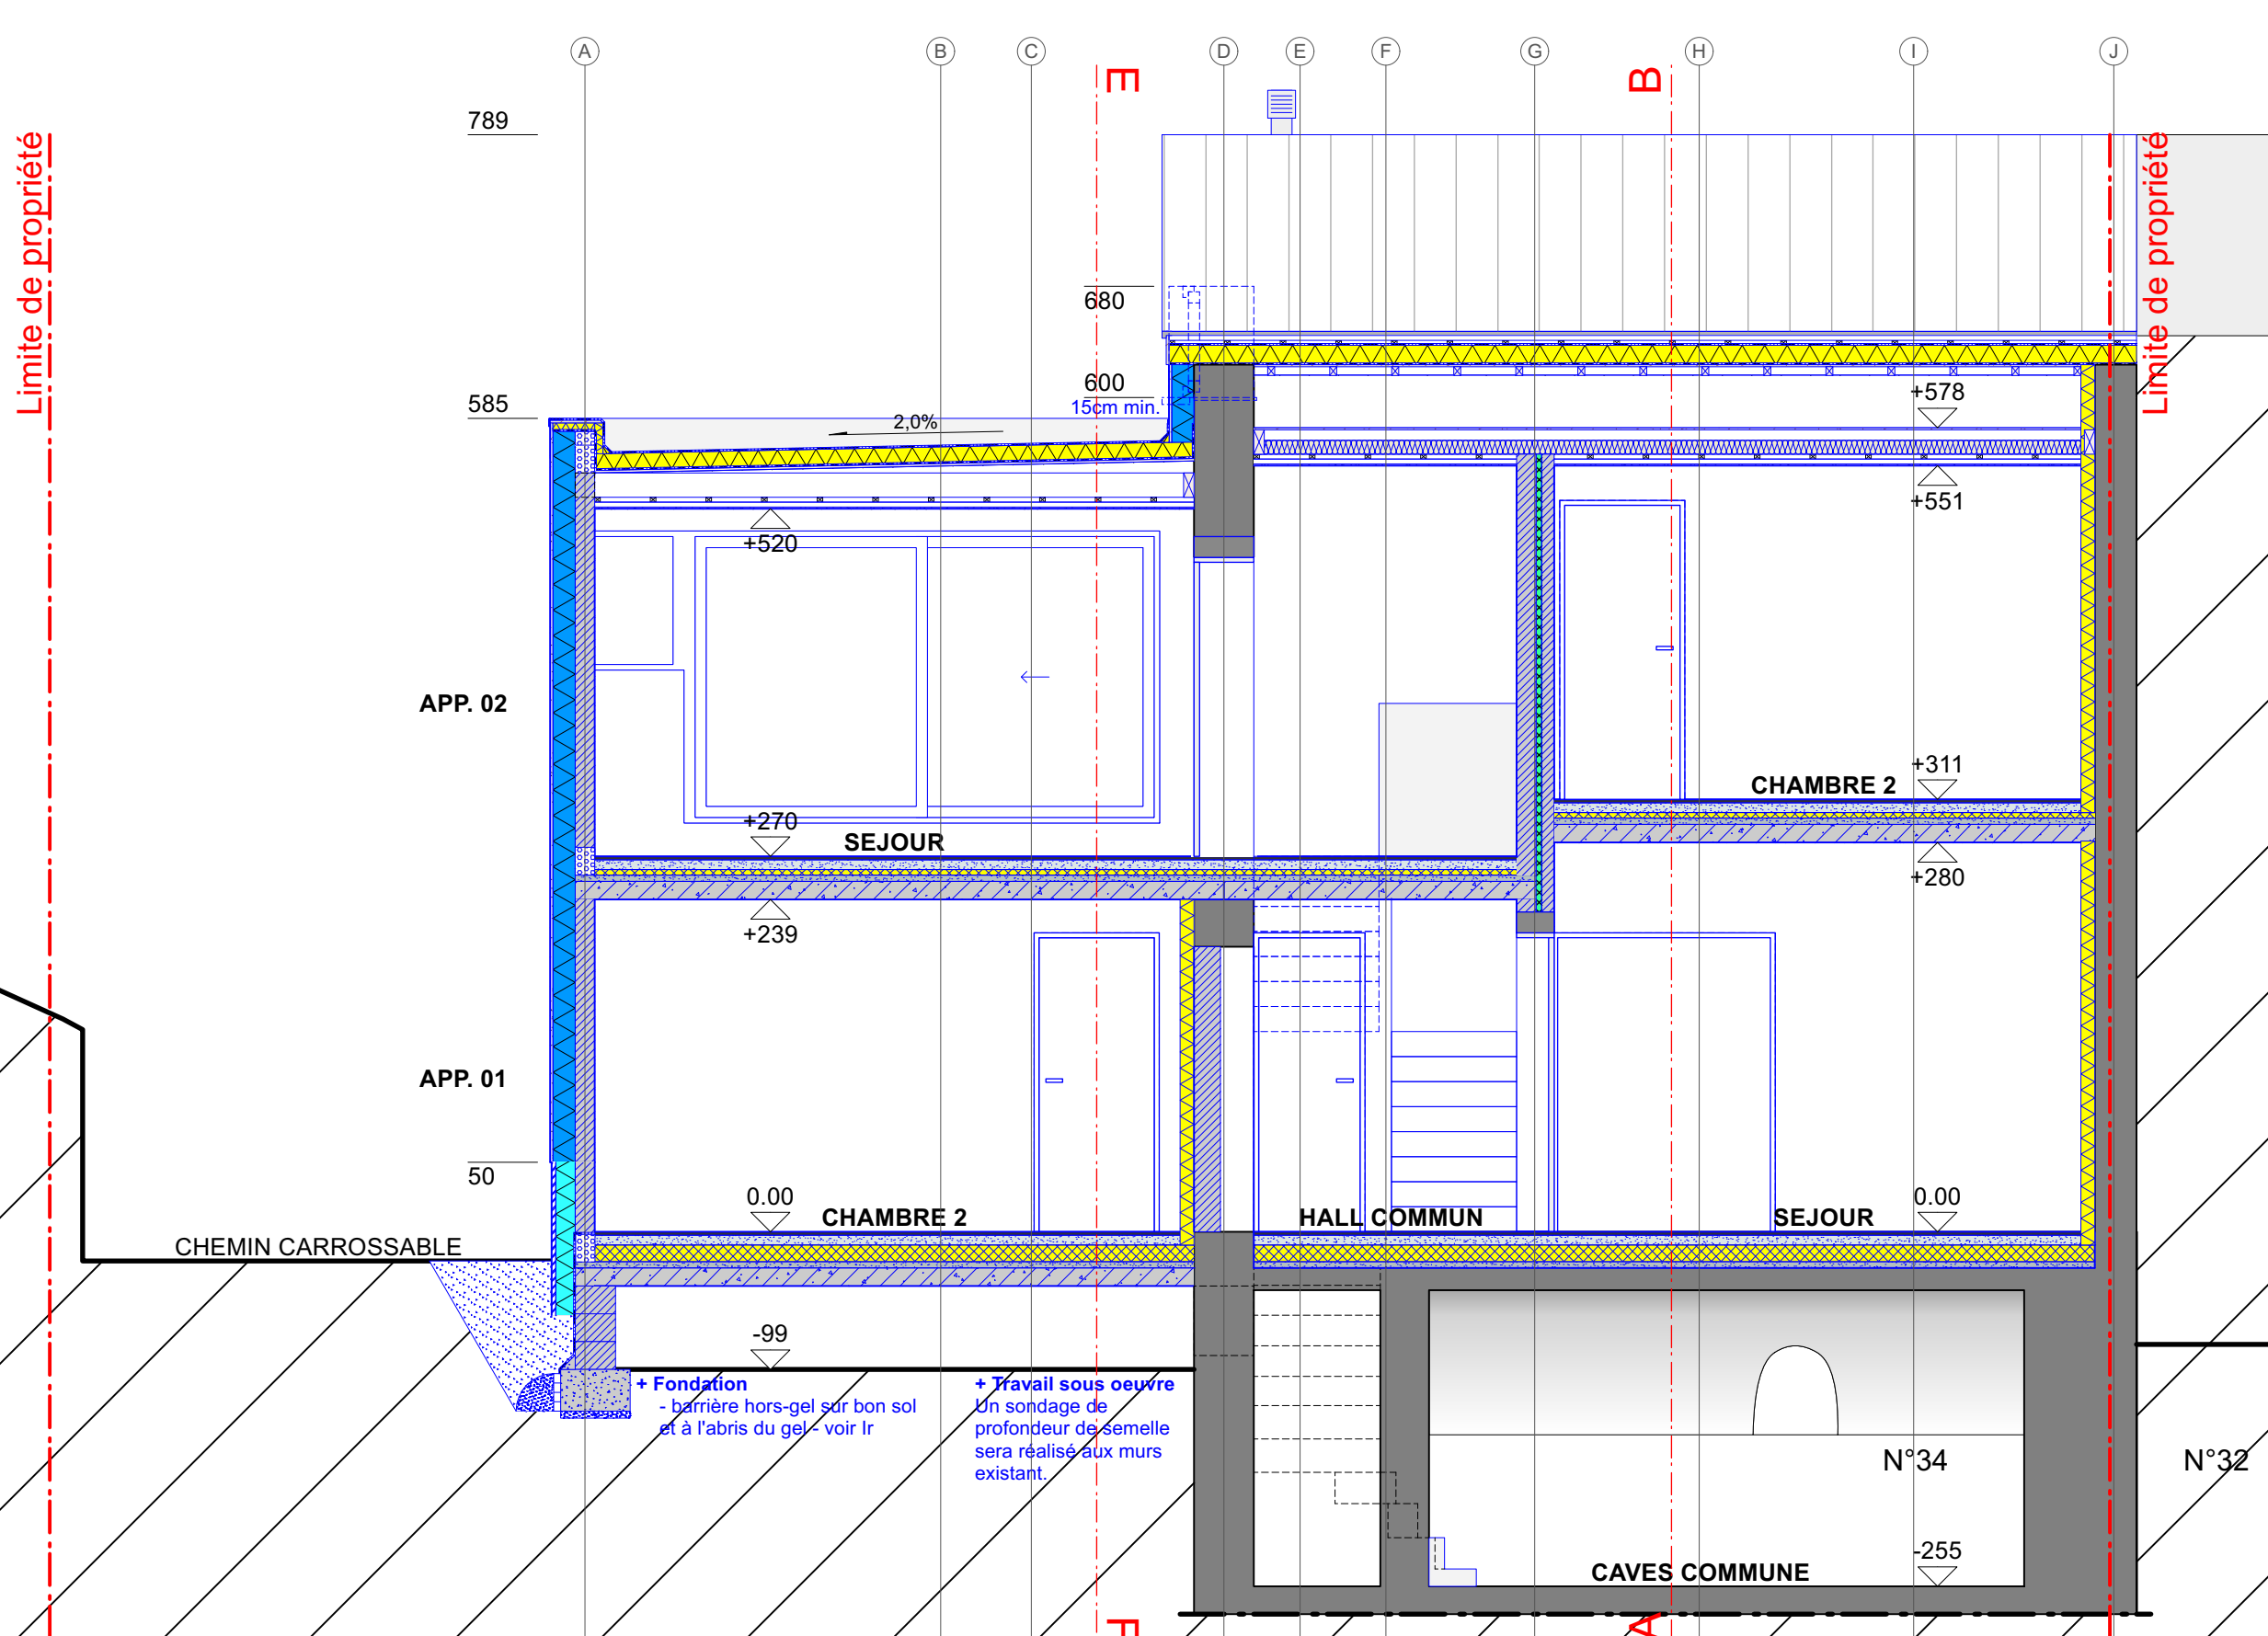 A B C D E F G H I J
E
B
789
Limite de propriété
Limite de propriété
680
600
15cm min.
585
2,0%
+578
+551
+520
APP. 02
+311
CHAMBRE 2
+270
SEJOUR
+280
+239
APP. 01
50
0.00
CHAMBRE 2
HALL COMMUN
SEJOUR
0.00
CHEMIN CARROSSABLE
-99
+ Fondation
- barrière hors-gel sur bon sol
et à l'abris du gel - voir Ir
+ Travail sous oeuvre
Un sondage de
profondeur de semelle
sera réalisé aux murs
existant.
N°34
N°32
-255
CAVES COMMUNE
A